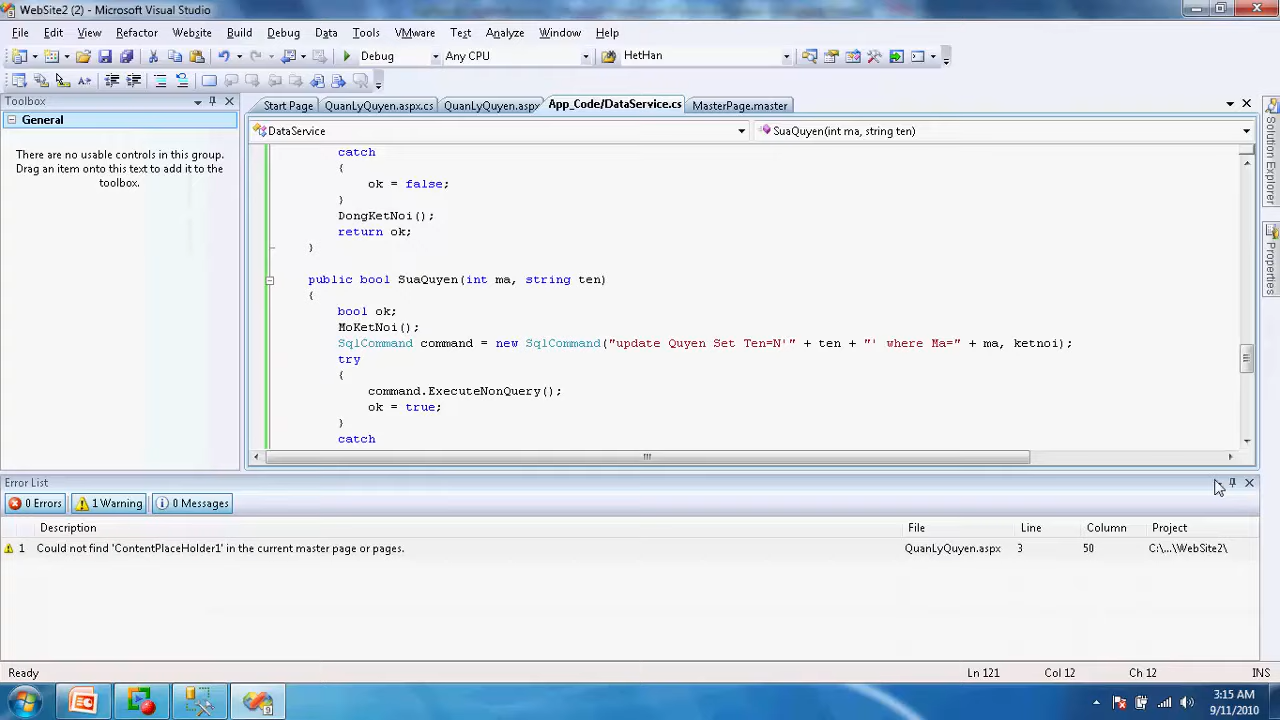 WebSite2 (2) - Microsoft Visual Studio
File Edit View Refactor Website Build Debug Data Tools VMware Test Analyze Window Help
Debug Any CPU HetHan
Toolbox
Start Page QuanLyQuyen.aspx.cs QuanLyQuyen.aspx App_Code/DataService.cs MasterPage.master
General
There are no usable controls in this group.
Drag an item onto this text to add it to the
toolbox.
DataService SuaQuyen(int ma, string ten)
catch
{
ok = false;
}
DongKetNoi();
return ok;
}
public bool SuaQuyen(int ma, string ten)
{
bool ok;
MoKetNoi();
SqlCommand command = new SqlCommand("update Quyen Set Ten=N'" + ten + "' where Ma=" + ma, ketnoi);
try
{
command.ExecuteNonQuery();
ok = true;
}
catch
Solution Explorer
Properties
Error List
0 Errors 1 Warning 0 Messages
Description File Line Column Project
1 Could not find 'ContentPlaceHolder1' in the current master page or pages. QuanLyQuyen.aspx 3 50 C:\...\WebSite2\
Ready Ln 121 Col 12 Ch 12 INS
3:15 AM
9/11/2010